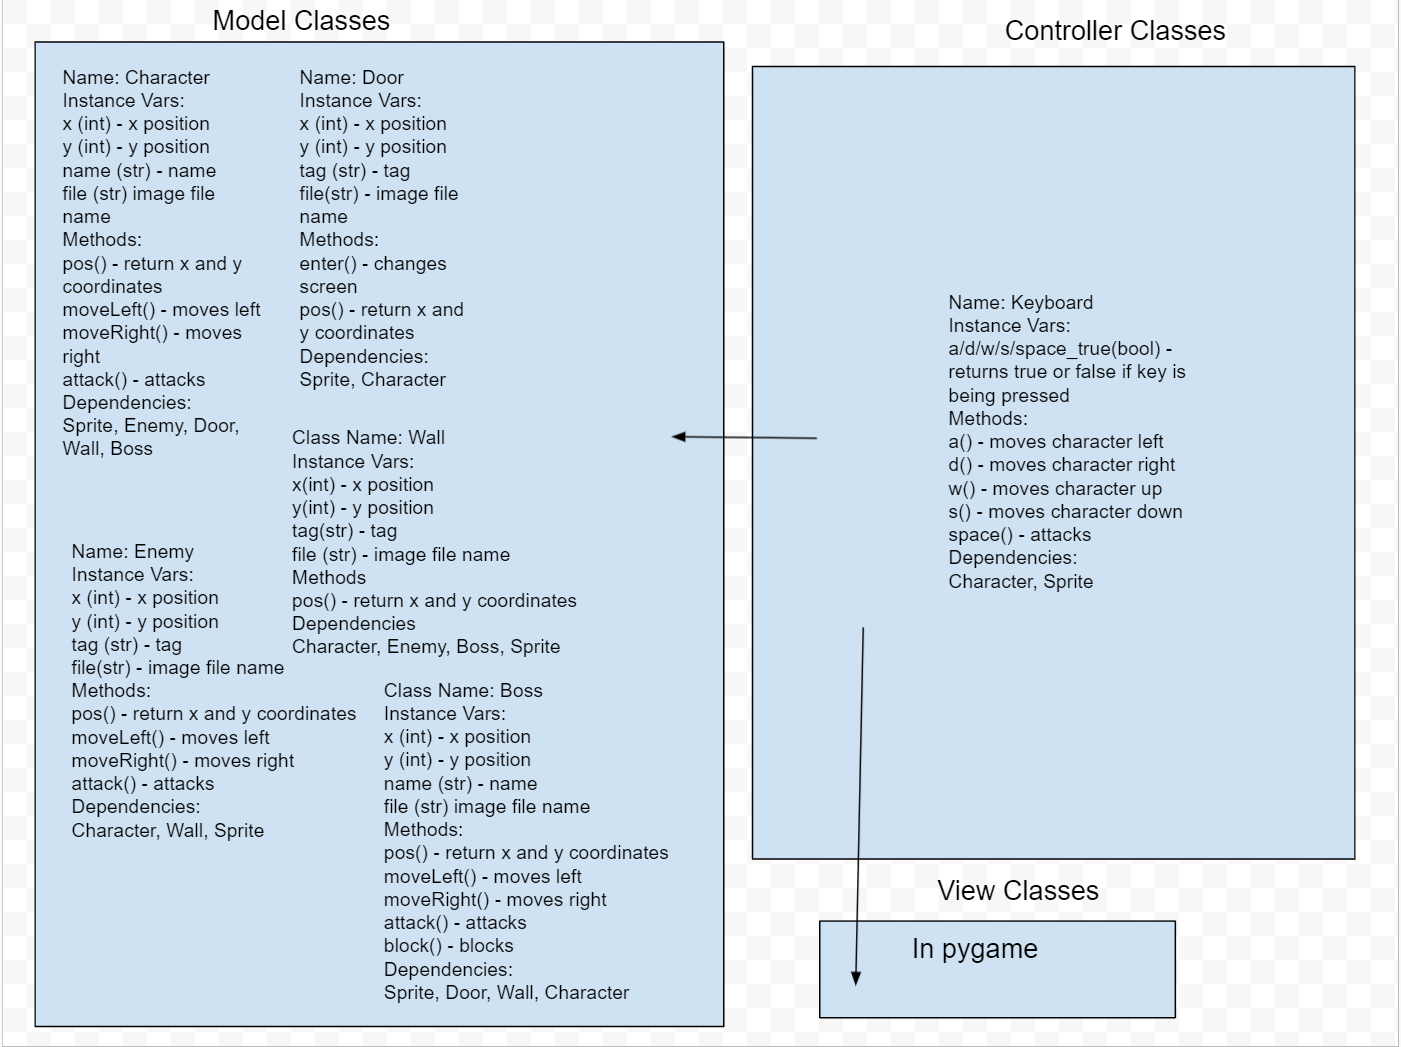 Model Classes
Name: Character
Instance Vars:
x (int) - x position
y (int) - y position
name (str) - name
file (str) image file
name
Methods:
pos() - return x and y
coordinates
moveLeft() - moves left
moveRight() - moves
right
attack() - attacks
Dependencies:
Sprite, Enemy, Door,
Wall, Boss
Name: Door
Instance Vars:
x (int) - x position
y (int) - y position
tag (str) - tag
file(str) - image file
name
Methods:
enter() - changes
screen
pos() - return x and
y coordinates
Dependencies:
Sprite, Character
Class Name: Wall
Instance Vars:
x(int) - x position
y(int) - y position
tag(str) - tag
file (str) - image file name
Methods
pos() - return x and y coordinates
Dependencies
Character, Enemy, Boss, Sprite
Name: Enemy
Instance Vars:
x (int) - x position
y (int) - y position
tag (str) - tag
file(str) - image file name
Methods:
pos() - return x and y coordinates
moveLeft() - moves left
moveRight() - moves right
attack() - attacks
Dependencies:
Character, Wall, Sprite
Class Name: Boss
Instance Vars:
x (int) - x position
y (int) - y position
name (str) - name
file (str) image file name
Methods:
pos() - return x and y coordinates
moveLeft() - moves left
moveRight() - moves right
attack() - attacks
block() - blocks
Dependencies:
Sprite, Door, Wall, Character
Controller Classes
Name: Keyboard
Instance Vars:
a/d/w/s/space_true(bool) -
returns true or false if key is
being pressed
Methods:
a() - moves character left
d() - moves character right
w() - moves character up
s() - moves character down
space() - attacks
Dependencies:
Character, Sprite
View Classes
In pygame